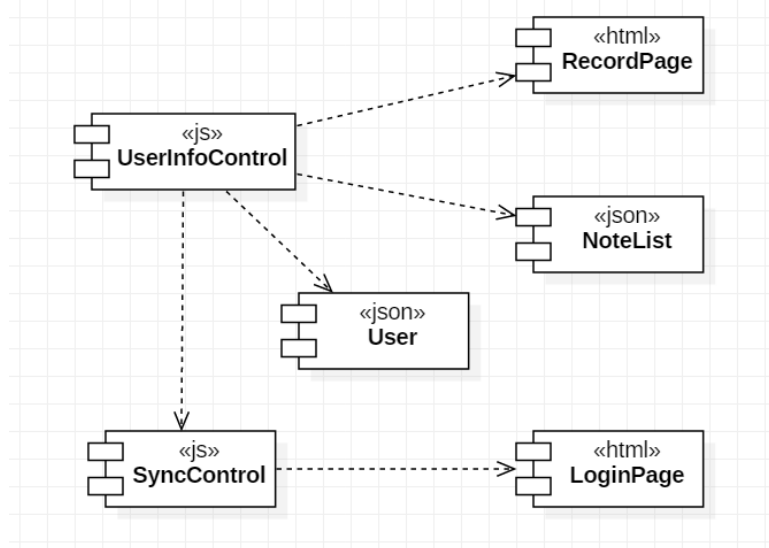 «html»
RecordPage
«js»
UserInfoControl
«json»
NoteList
«json»
User
«js»
SyncControl
«html»
LoginPage